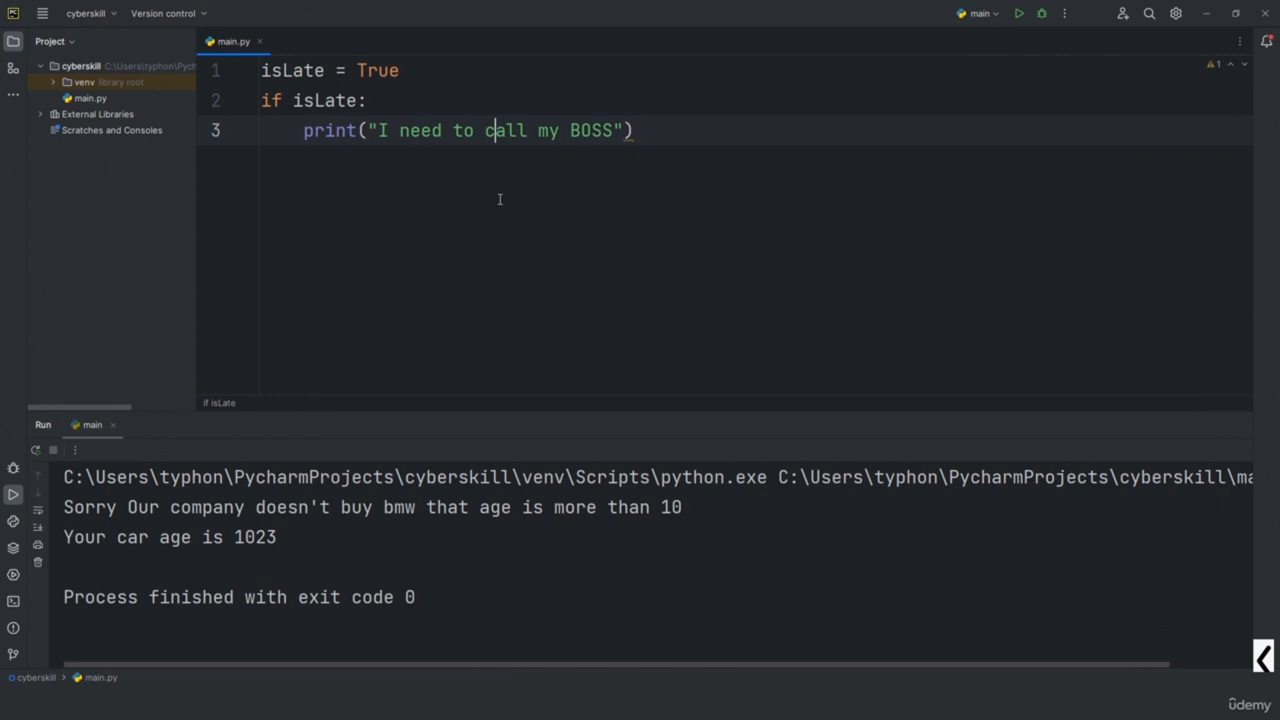 PC cyberskill Version control main
Project main.py
cyberskill C:\Users\typhon\Pych
venv library root
main.py
External Libraries
Scratches and Consoles
1 isLate = True
2 if isLate:
3 print("I need to call my BOSS")
1
if isLate
Run main
C:\Users\typhon\PycharmProjects\cyberskill\venv\Scripts\python.exe C:\Users\typhon\PycharmProjects\cyberskill\ma
Sorry Our company doesn't buy bmw that age is more than 10
Your car age is 1023
Process finished with exit code 0
cyberskill > main.py
ûdemy